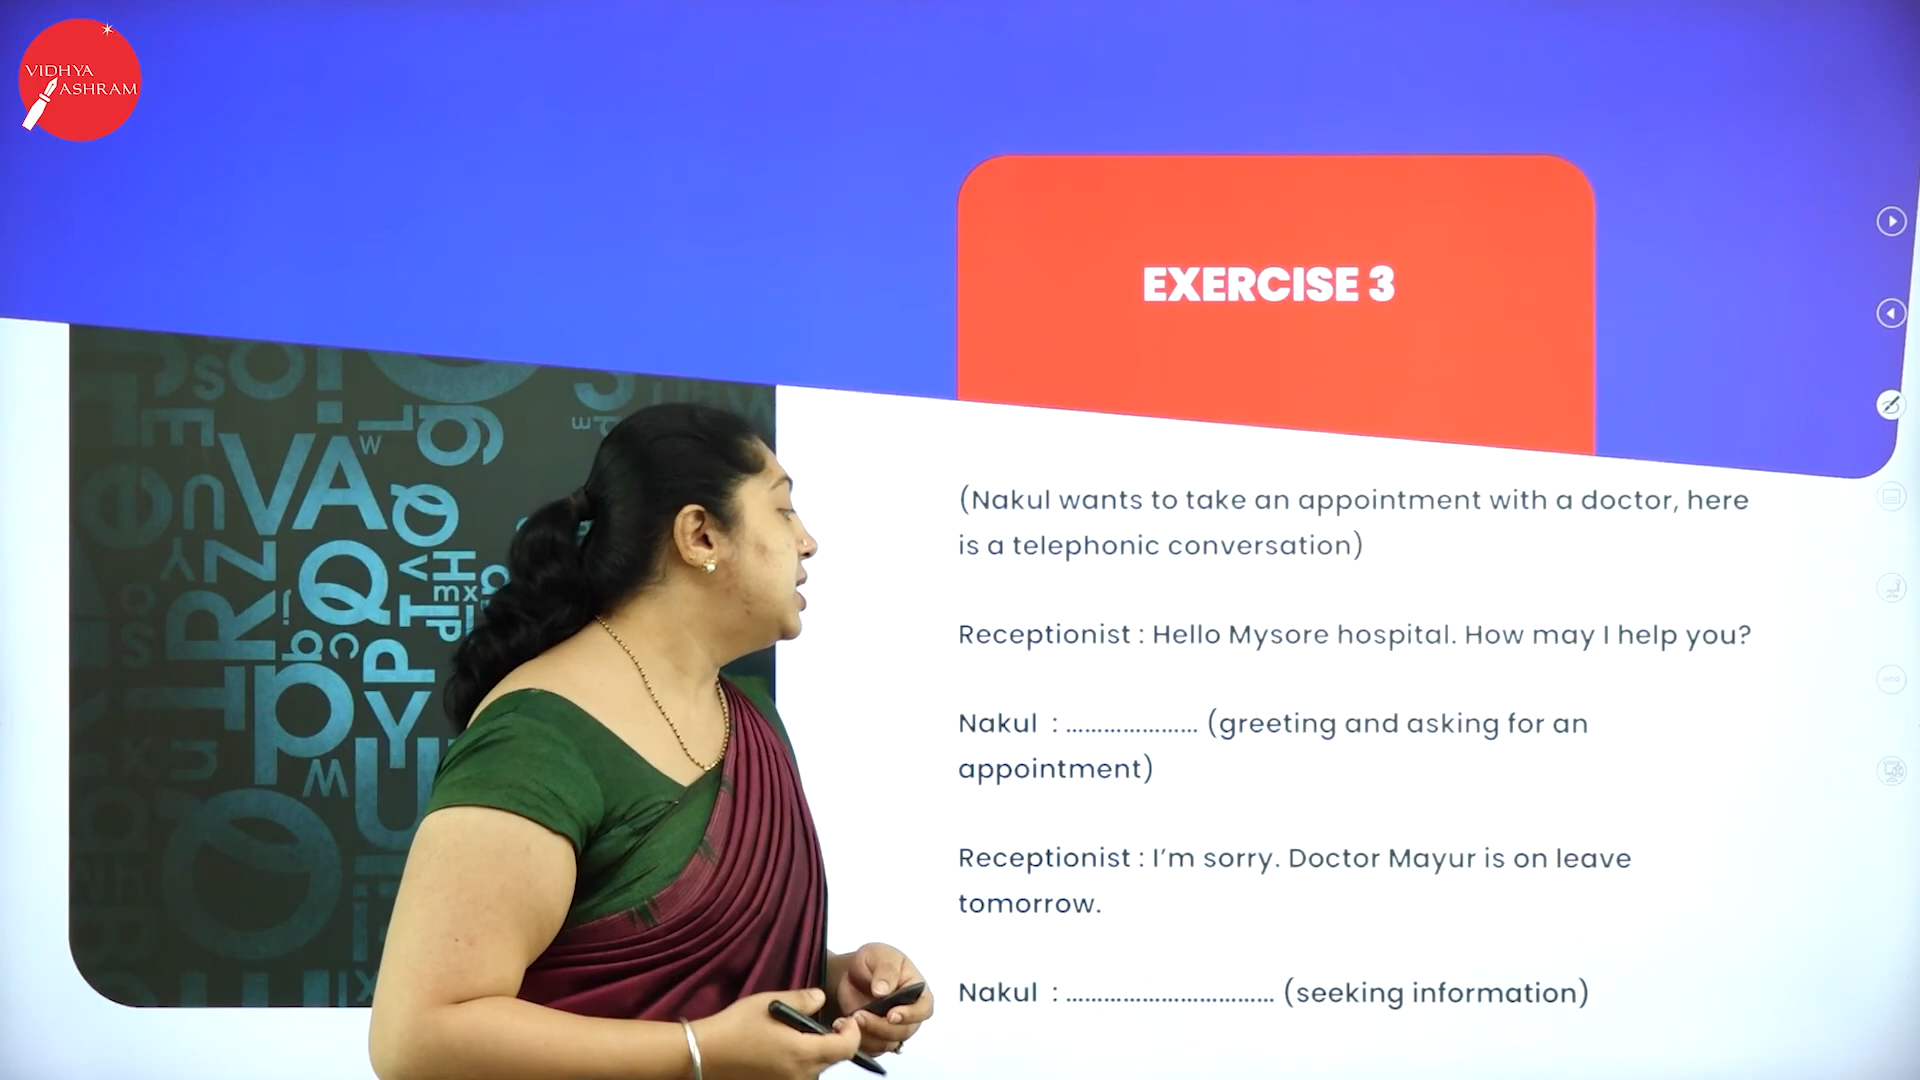 VIDHYA
ASHRAM
EXERCISE 3
(Nakul wants to take an appointment with a doctor, here
is a telephonic conversation)
Receptionist : Hello Mysore hospital. How may I help you?
Nakul : ………………… (greeting and asking for an
appointment)
Receptionist : I’m sorry. Doctor Mayur is on leave
tomorrow.
Nakul : …………………………… (seeking information)